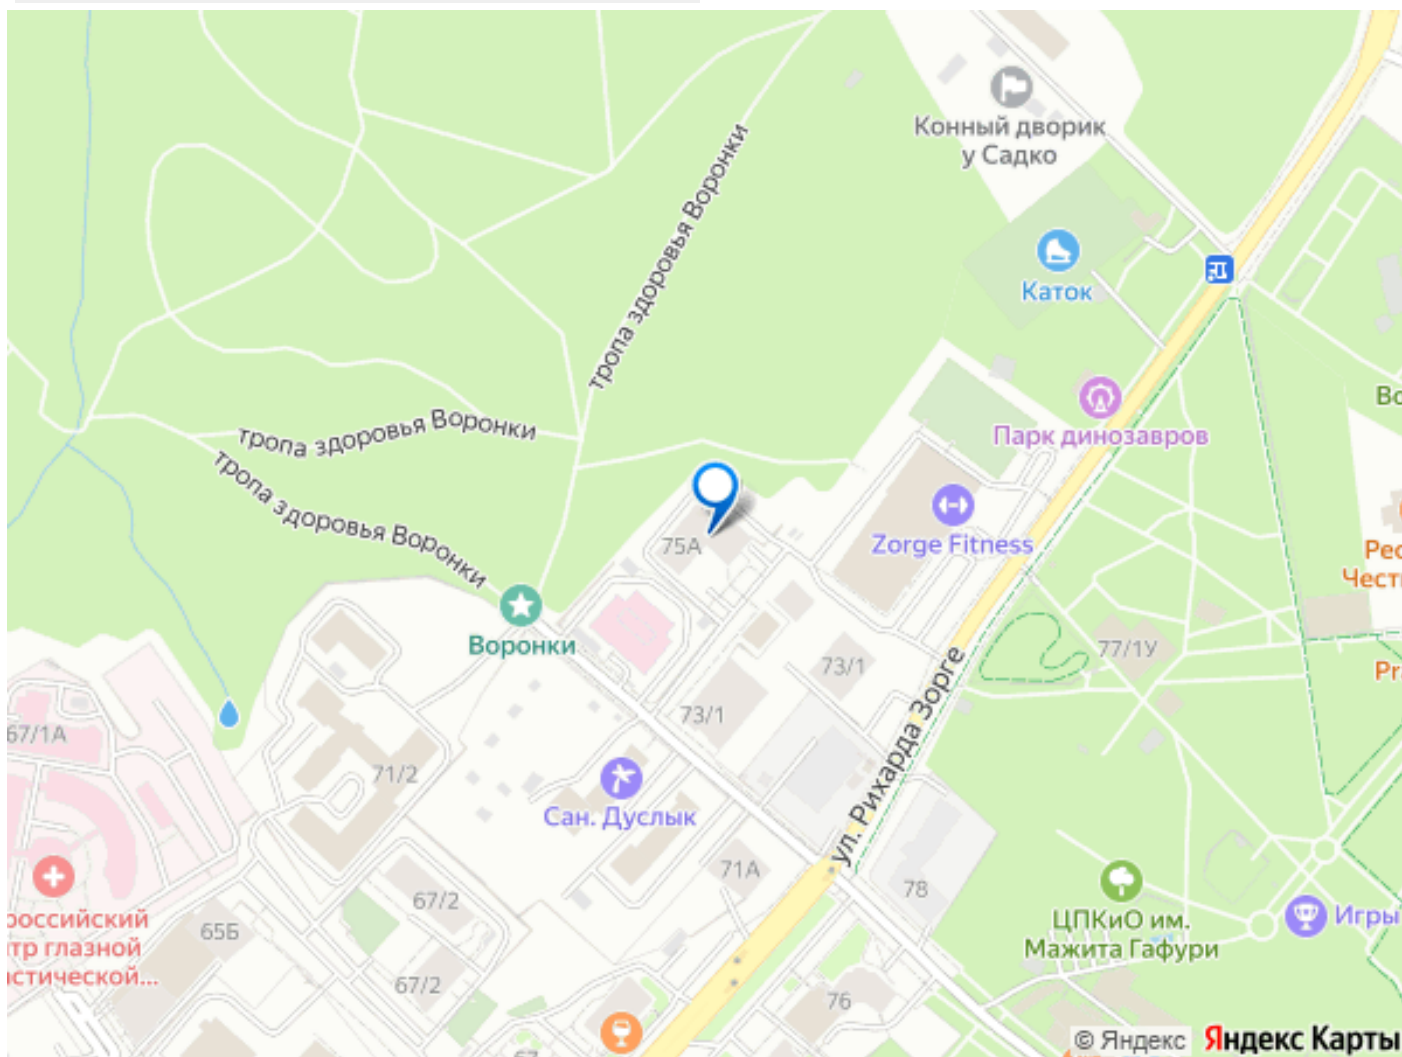 Конный дворик
у Садко
тропа здоровья Воронки
Каток
тропа здоровья Воронки
Парк динозавров
тропа здоровья Воронки
Zorge Fitness
75А
Воронки
73/1
77/1У
73/1
67/1А
71/2
ул. Рихарда Зорге
Сан. Дуслык
71А
78
67/2
65Б
ЦПКиО им.
Мажита Гафури
Игры
67/2
76
© Яндекс
Яндекс Карты